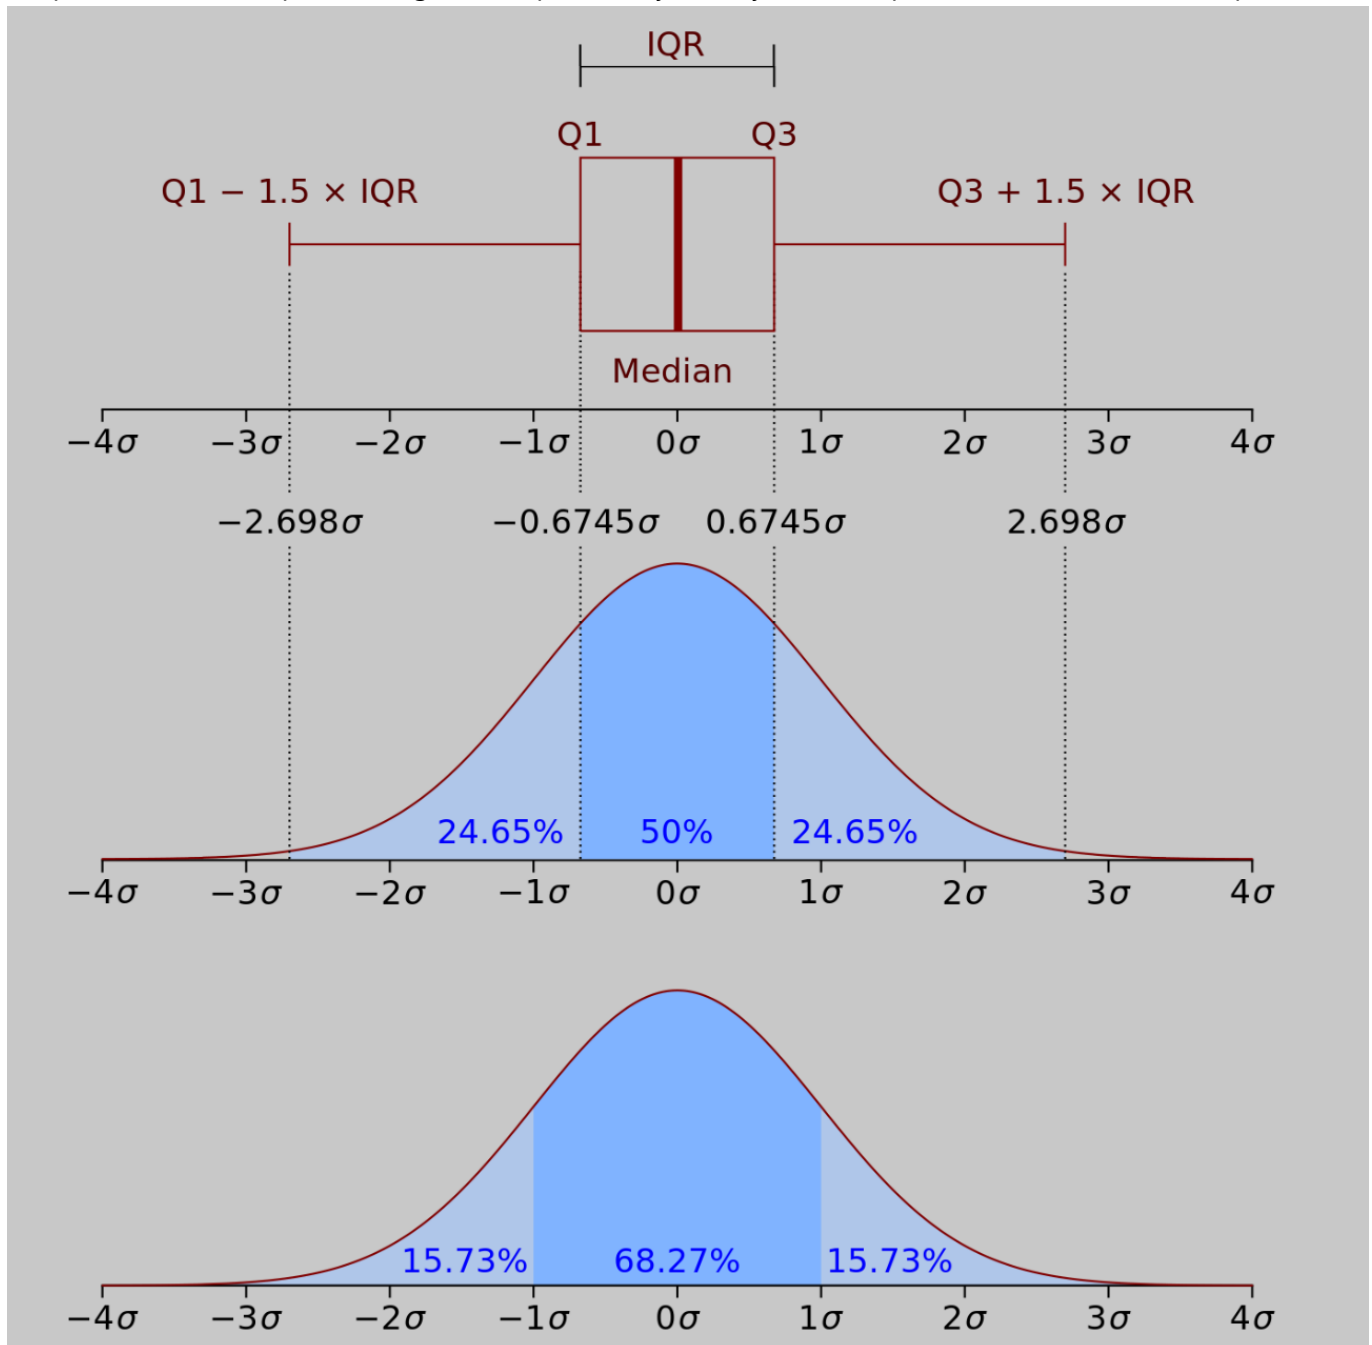 IQR
Q1 Q3
Q1 − 1.5 × IQR Q3 + 1.5 × IQR
Median
−4σ −3σ −2σ −1σ 0σ 1σ 2σ 3σ 4σ
−2.698σ −0.6745σ 0.6745σ 2.698σ
24.65% 50% 24.65%
−4σ −3σ −2σ −1σ 0σ 1σ 2σ 3σ 4σ
15.73% 68.27% 15.73%
−4σ −3σ −2σ −1σ 0σ 1σ 2σ 3σ 4σ